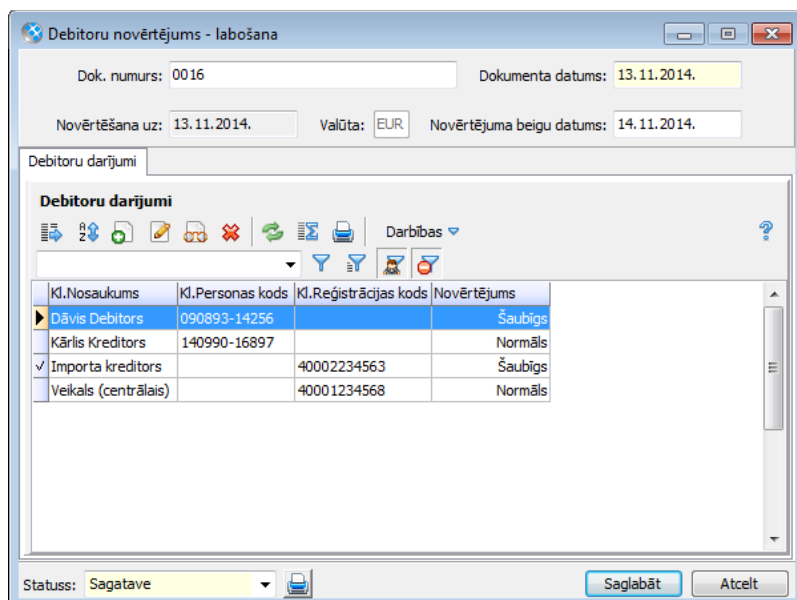 Debitoru novērtējums - labošana
Dok. numurs: 0016 Dokumenta datums: 13.11.2014.
Novērtēšana uz: 13.11.2014. Valūta: EUR Novērtējuma beigu datums: 14.11.2014.
Debitoru darījumi
Debitoru darījumi
Darbības
Kl.Nosaukums Kl.Personas kods Kl.Reģistrācijas kods Novērtējums
Dāvis Debitors 090893-14256 Šaubīgs
Kārlis Kreditors 140990-16897 Normāls
Importa kreditors 40002234563 Šaubīgs
Veikals (centrālais) 40001234568 Normāls
Statuss: Sagatave Saglabāt Atcelt